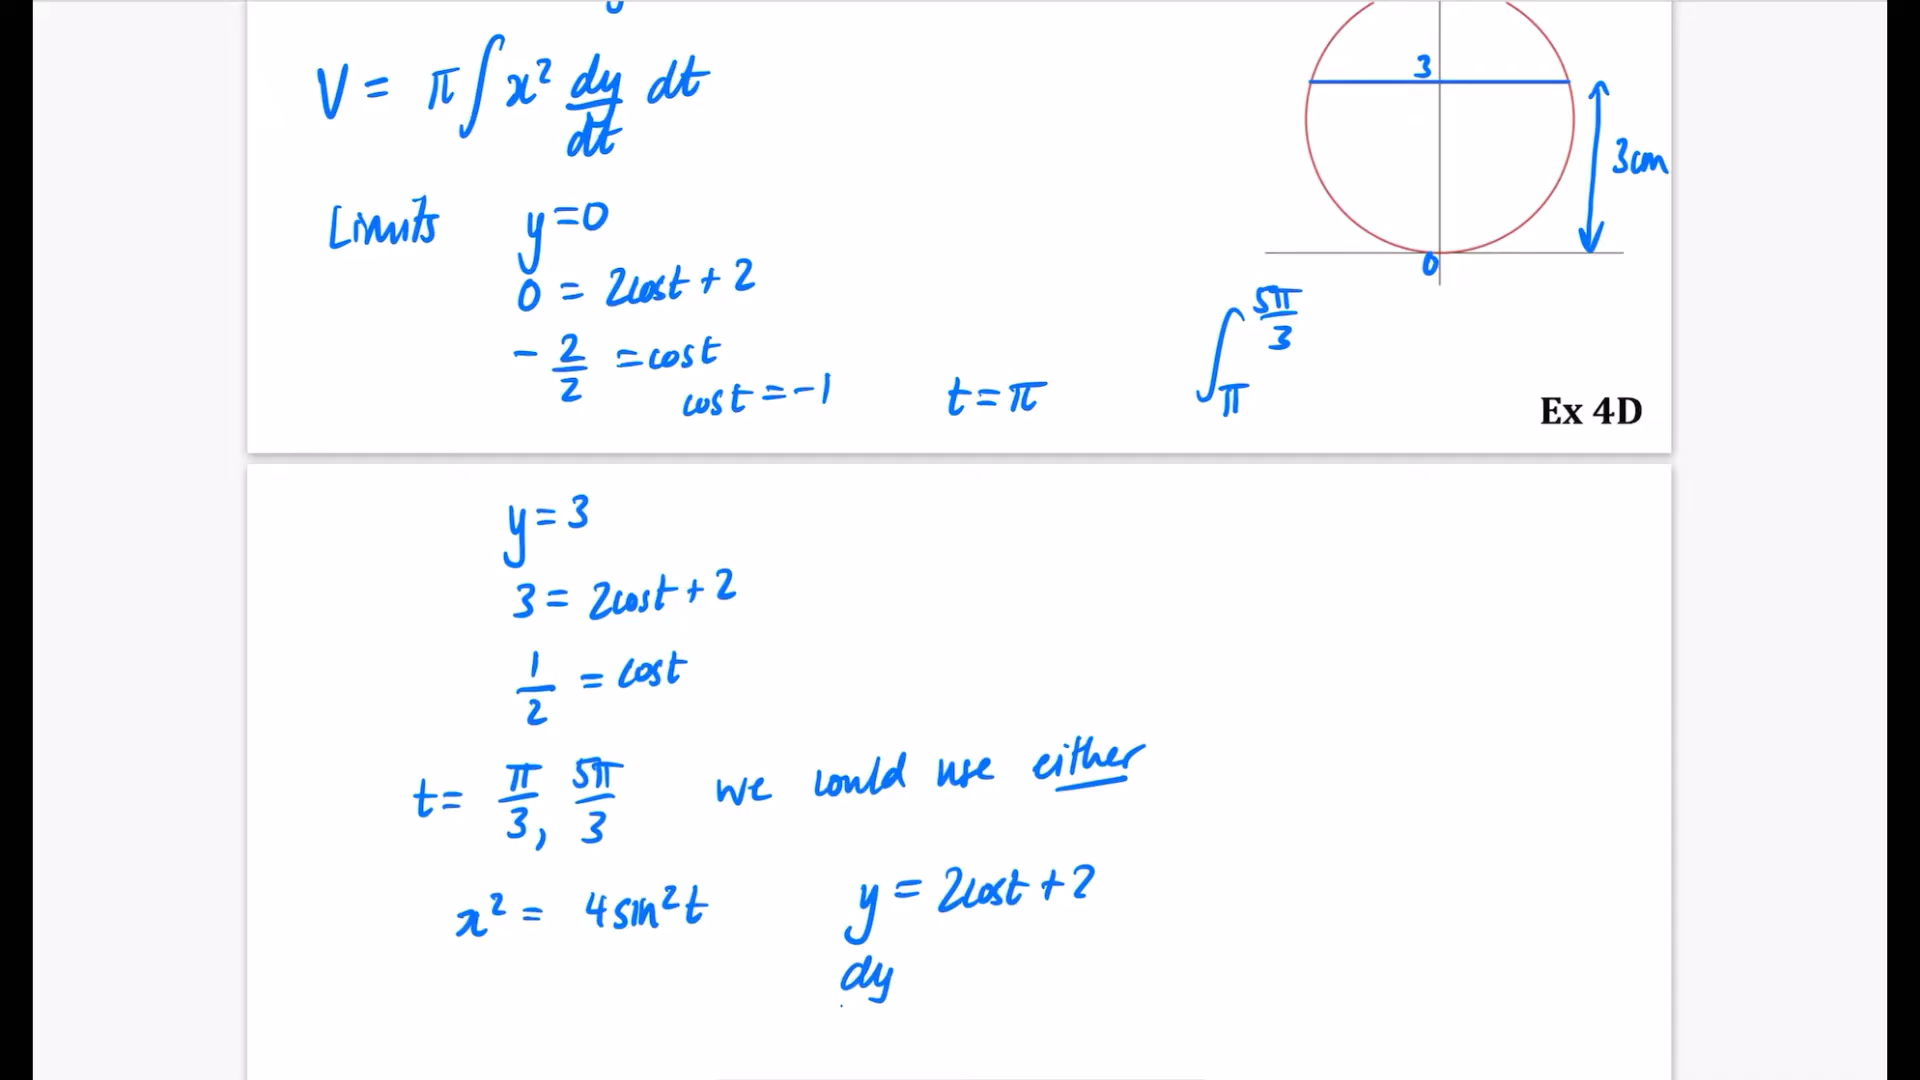 V = π∫ x² dy/dt dt
3
3cm
0
Limits y=0
0 = 2cost + 2
- 2/2 = cost
cost = -1 t = π
∫ 5π/3 π
Ex 4D
y = 3
3 = 2cost + 2
1/2 = cost
t = π/3, 5π/3 we could use either
x² = 4sin²t y = 2cost + 2
dy